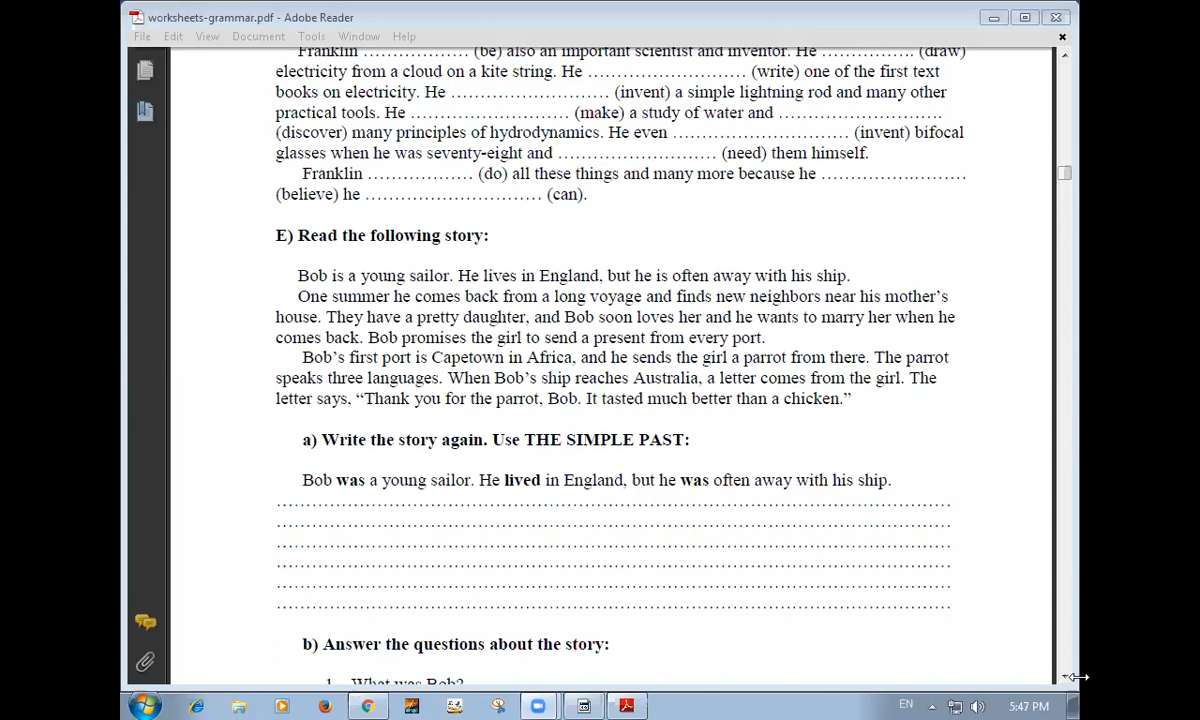 worksheets-grammar.pdf - Adobe Reader
File Edit View Document Tools Window Help
Franklin ………………. (be) also an important scientist and inventor. He ……………. (draw)
electricity from a cloud on a kite string. He ……………………… (write) one of the first text
books on electricity. He ……………………… (invent) a simple lightning rod and many other
practical tools. He ……………………… (make) a study of water and ……………………….
(discover) many principles of hydrodynamics. He even ………………………… (invent) bifocal
glasses when he was seventy-eight and ……………………… (need) them himself.
Franklin ……………… (do) all these things and many more because he …………….………
(believe) he ………………………… (can).
E) Read the following story:
Bob is a young sailor. He lives in England, but he is often away with his ship.
One summer he comes back from a long voyage and finds new neighbors near his mother’s
house. They have a pretty daughter, and Bob soon loves her and he wants to marry her when he
comes back. Bob promises the girl to send a present from every port.
Bob’s first port is Capetown in Africa, and he sends the girl a parrot from there. The parrot
speaks three languages. When Bob’s ship reaches Australia, a letter comes from the girl. The
letter says, “Thank you for the parrot, Bob. It tasted much better than a chicken.”
a) Write the story again. Use THE SIMPLE PAST:
Bob was a young sailor. He lived in England, but he was often away with his ship.
……………………………………………………………………………………………………
……………………………………………………………………………………………………
……………………………………………………………………………………………………
……………………………………………………………………………………………………
……………………………………………………………………………………………………
……………………………………………………………………………………………………
b) Answer the questions about the story:
1. What was Bob?
EN 5:47 PM